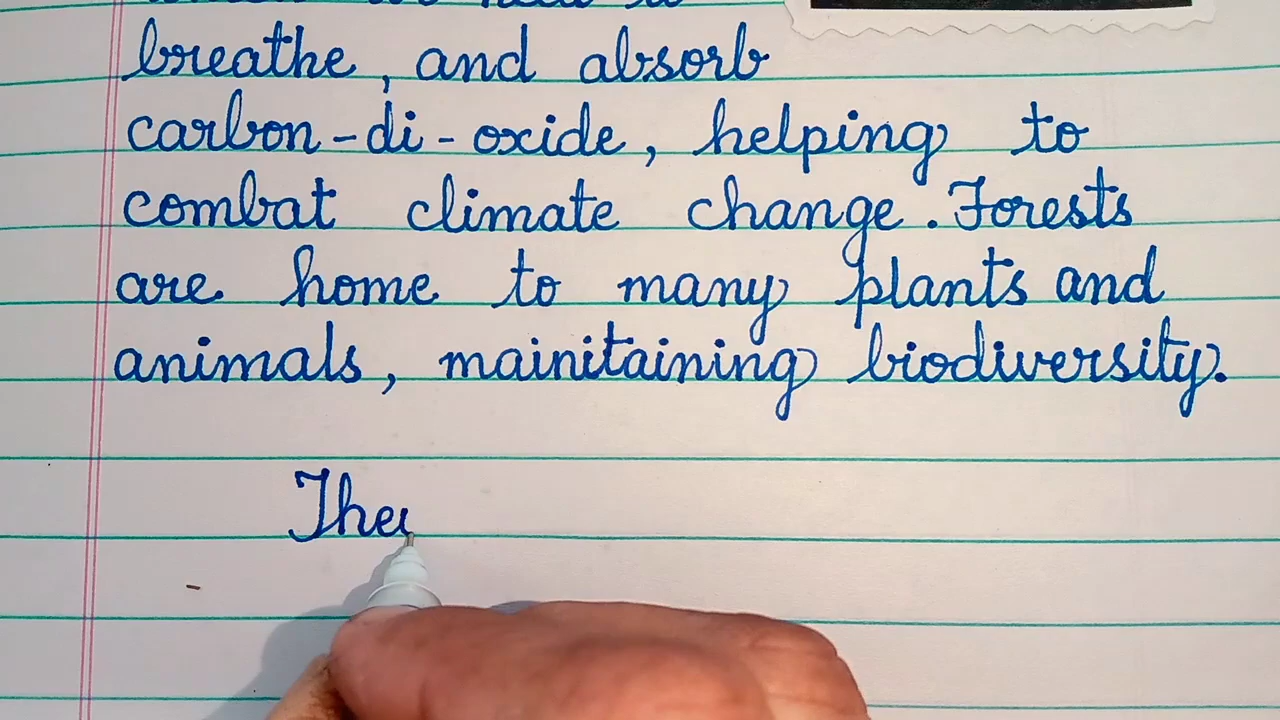 breathe, and absorb
carbon-di-oxide, helping to
combat climate change. Forests
are home to many plants and
animals, mainitaining biodiversity.